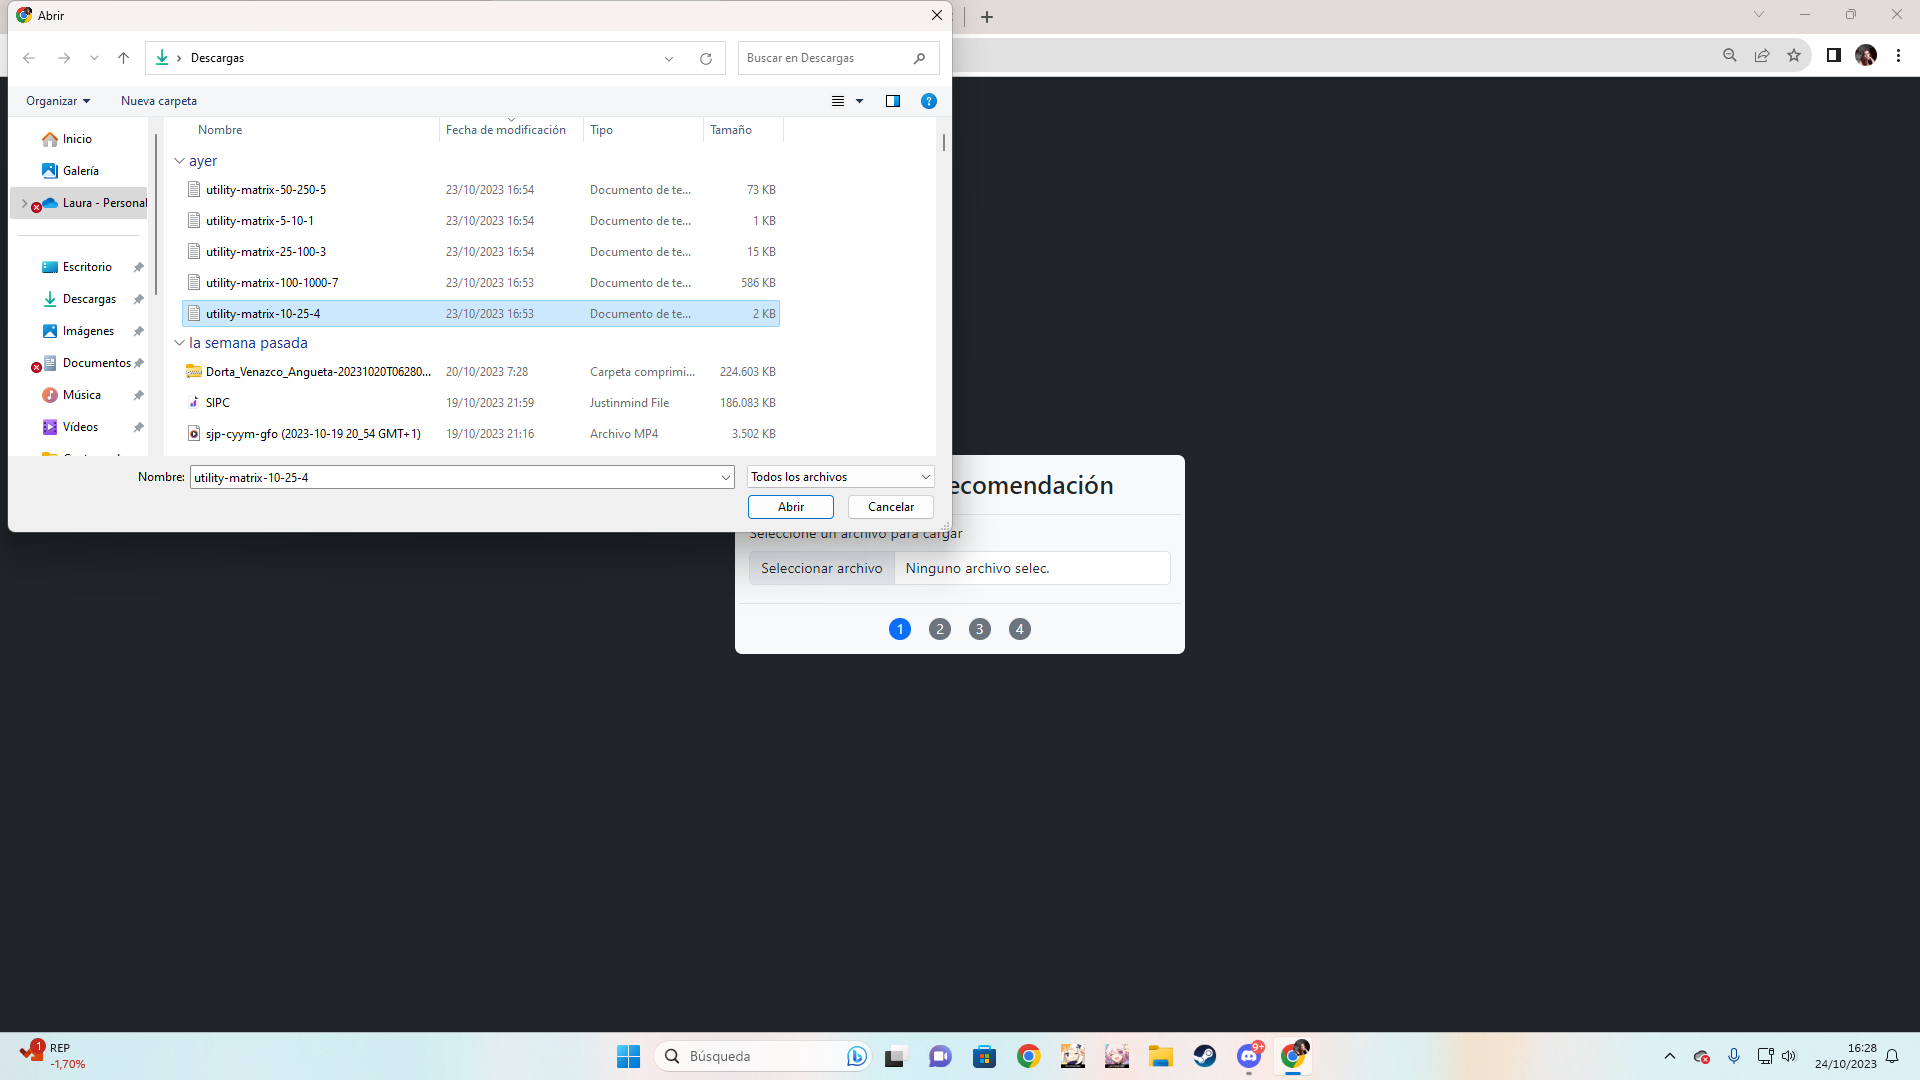 Abrir
Descargas
Buscar en Descargas
Organizar
Nueva carpeta
?
Nombre
Fecha de modificación
Tipo
Tamaño
Inicio
Galería
Laura - Personal
Escritorio
Descargas
Imágenes
Documentos
Música
Vídeos
ayer
utility-matrix-50-250-5 23/10/2023 16:54 Documento de te... 73 KB
utility-matrix-5-10-1 23/10/2023 16:54 Documento de te... 1 KB
utility-matrix-25-100-3 23/10/2023 16:54 Documento de te... 15 KB
utility-matrix-100-1000-7 23/10/2023 16:53 Documento de te... 586 KB
utility-matrix-10-25-4 23/10/2023 16:53 Documento de te... 2 KB
la semana pasada
Dorta_Venazco_Angueta-20231020T06280... 20/10/2023 7:28 Carpeta comprimi... 224.603 KB
SIPC 19/10/2023 21:59 Justinmind File 186.083 KB
sjp-cyym-gfo (2023-10-19 20_54 GMT+1) 19/10/2023 21:16 Archivo MP4 3.502 KB
Nombre: utility-matrix-10-25-4
Todos los archivos
Abrir
Cancelar
ecomendación
Seleccione un archivo para cargar
Seleccionar archivo
Ninguno archivo selec.
1 2 3 4
1
REP
-1,70%
Búsqueda
9+
16:28
24/10/2023